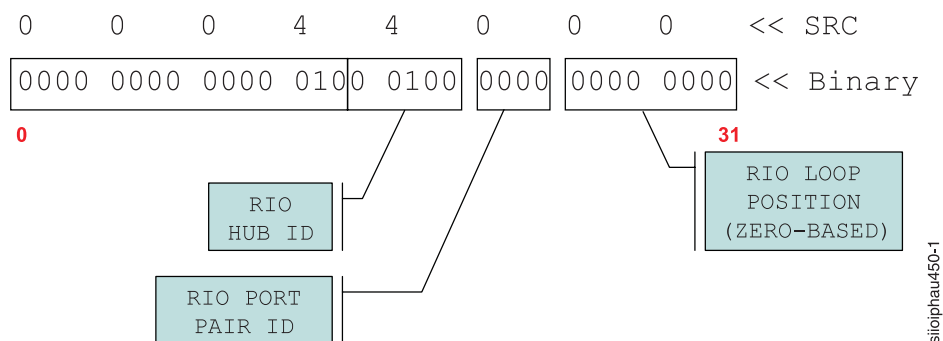 0 0 0 4 4 0 0 0 << SRC
0000 0000 0000 0100 0100 0000 0000 0000 << Binary
0 31
RIO LOOP
POSITION
(ZERO-BASED)
RIO
HUB ID
RIO PORT
PAIR ID
siioiphau450-1